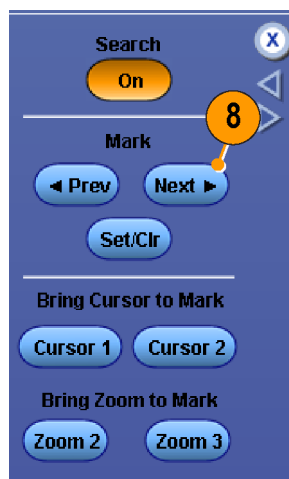 Search
X
On
8
Mark
◄ Prev Next ►
Set/Clr
Bring Cursor to Mark
Cursor 1 Cursor 2
Bring Zoom to Mark
Zoom 2 Zoom 3